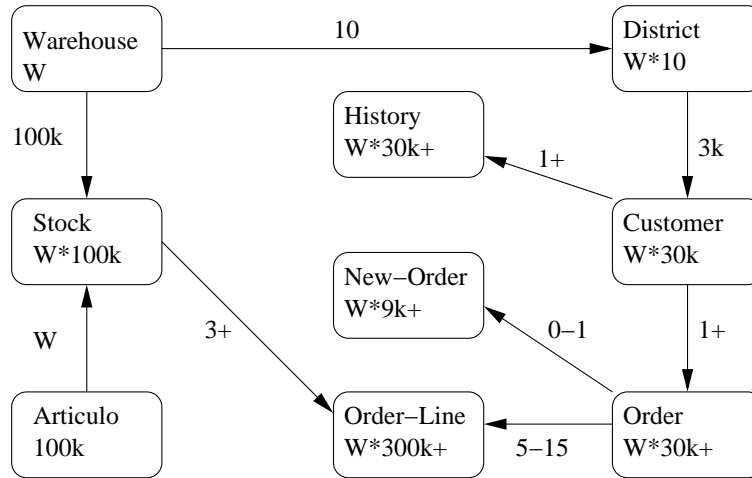 Warehouse
W
10
District
W*10
100k
History
W*30k+
1+
3k
Stock
W*100k
Customer
W*30k
New−Order
W*9k+
W
3+
0−1
1+
Articulo
100k
Order−Line
W*300k+
5−15
Order
W*30k+